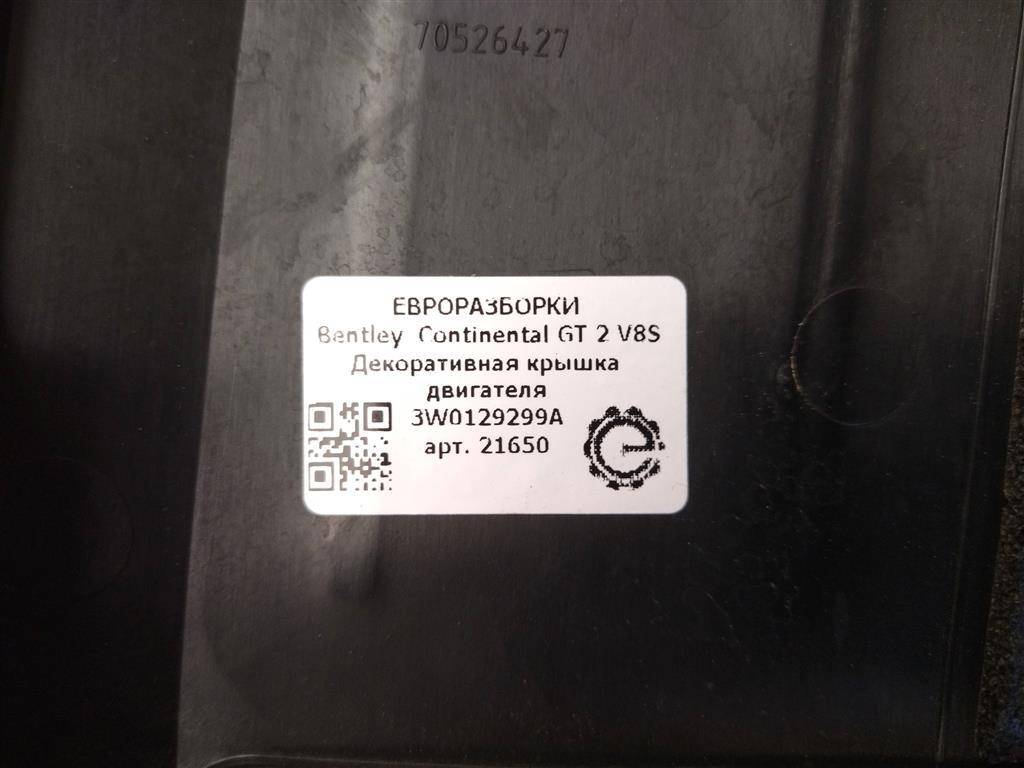 70526427
ЕВРОРАЗБОРКИ
Bentley Continental GT 2 V8S
Декоративная крышка
двигателя
3W0129299A
арт. 21650